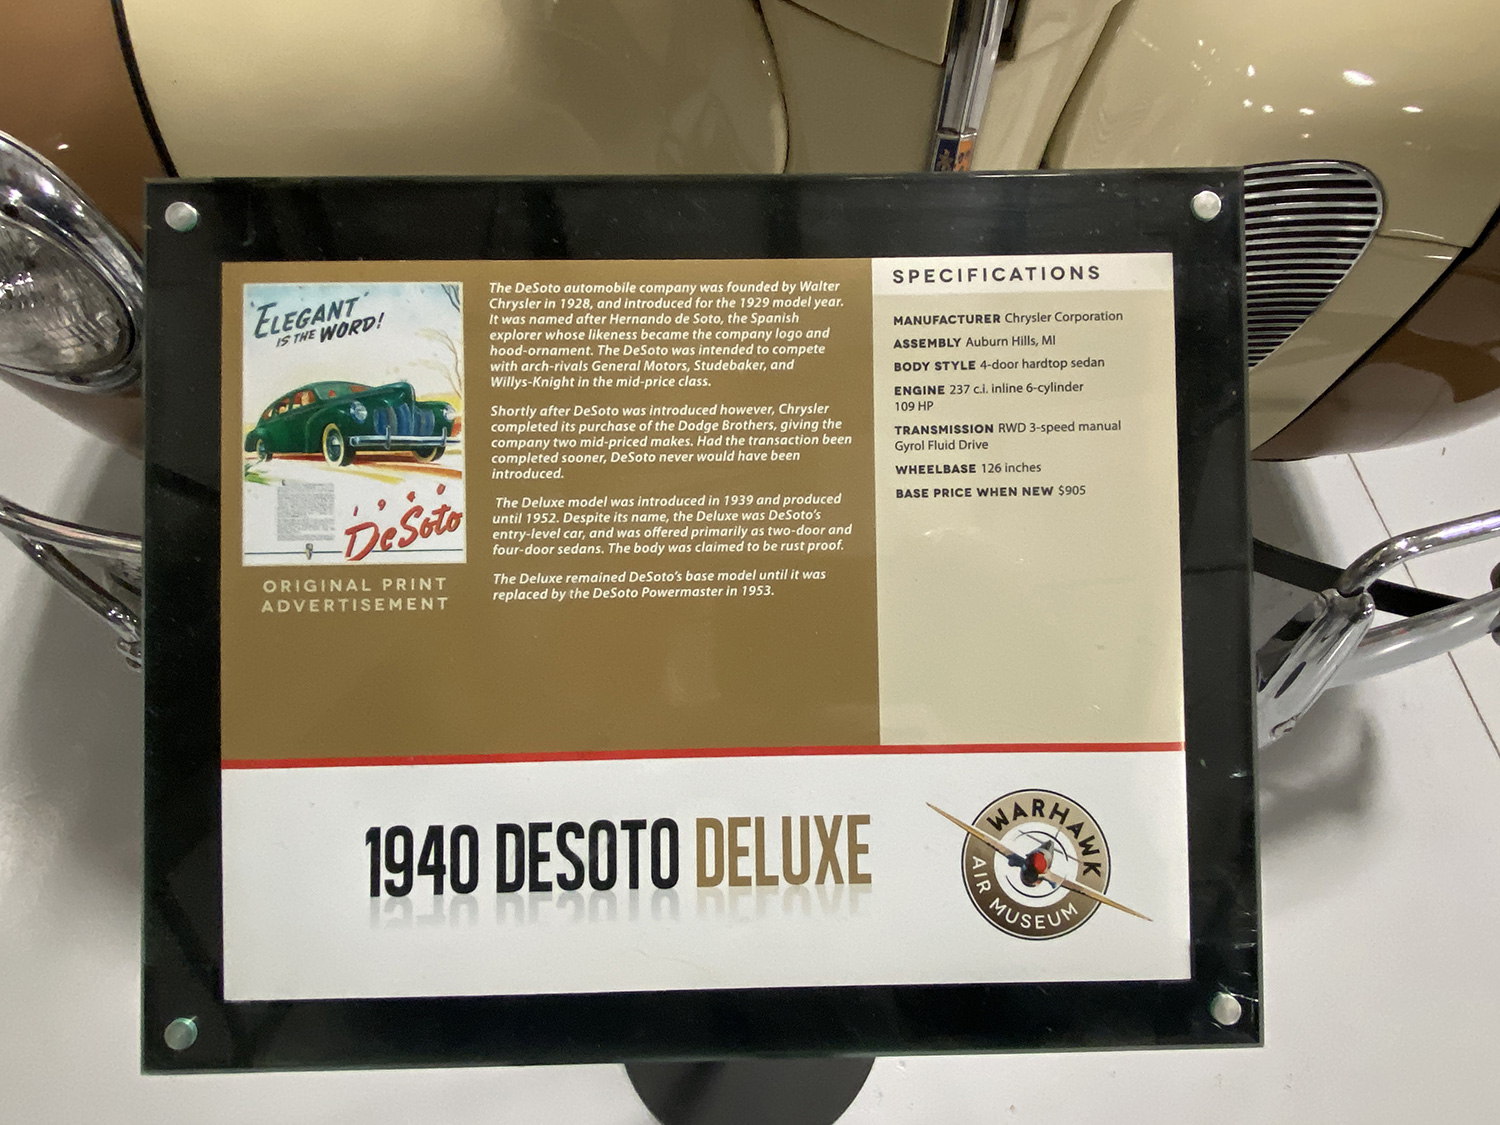 'ELEGANT'
IS THE WORD!
DeSoto
ORIGINAL PRINT
ADVERTISEMENT
The DeSoto automobile company was founded by Walter
Chrysler in 1928, and introduced for the 1929 model year.
It was named after Hernando de Soto, the Spanish
explorer whose likeness became the company logo and
hood-ornament. The DeSoto was intended to compete
with arch-rivals General Motors, Studebaker, and
Willys-Knight in the mid-price class.
Shortly after DeSoto was introduced however, Chrysler
completed its purchase of the Dodge Brothers, giving the
company two mid-priced makes. Had the transaction been
completed sooner, DeSoto never would have been
introduced.
The Deluxe model was introduced in 1939 and produced
until 1952. Despite its name, the Deluxe was DeSoto's
entry-level car, and was offered primarily as two-door and
four-door sedans. The body was claimed to be rust proof.
The Deluxe remained DeSoto's base model until it was
replaced by the DeSoto Powermaster in 1953.
SPECIFICATIONS
MANUFACTURER Chrysler Corporation
ASSEMBLY Auburn Hills, MI
BODY STYLE 4-door hardtop sedan
ENGINE 237 c.i. inline 6-cylinder
109 HP
TRANSMISSION RWD 3-speed manual
Gyrol Fluid Drive
WHEELBASE 126 inches
BASE PRICE WHEN NEW $905
1940 DESOTO DELUXE
WARHAWK
AIR MUSEUM